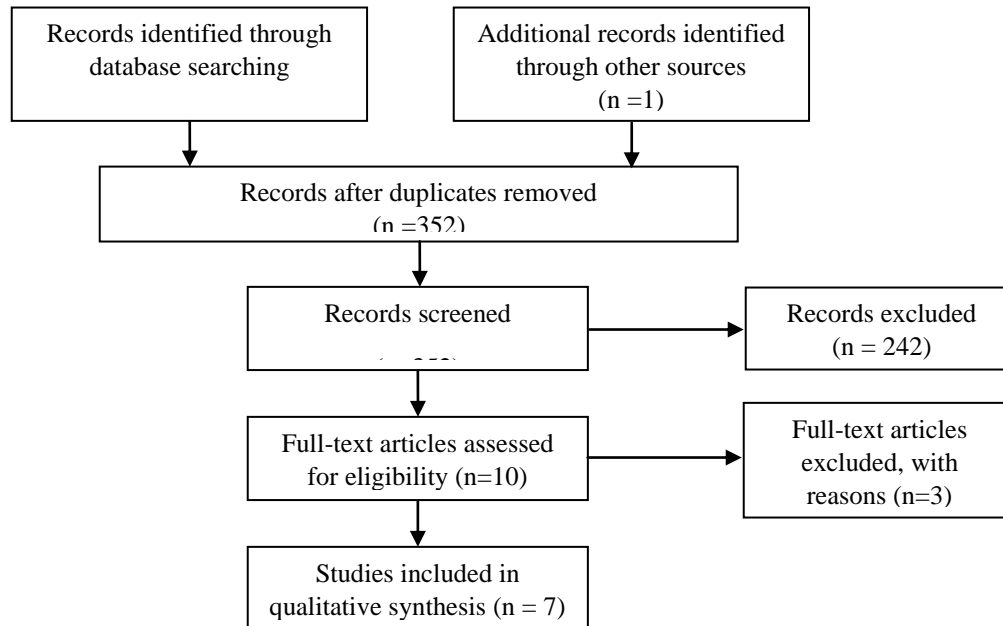 Records identified through
database searching
Additional records identified
through other sources
(n =1)
Records after duplicates removed
(n =352)
Records screened
Records excluded
(n = 242)
Full-text articles assessed
for eligibility (n=10)
Full-text articles
excluded, with
reasons (n=3)
Studies included in
qualitative synthesis (n = 7)